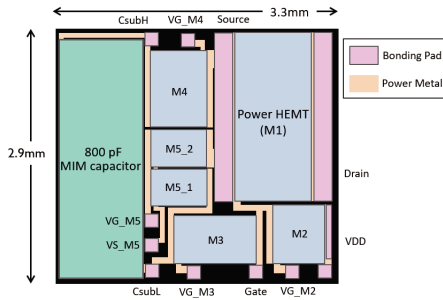 3.3mm
CsubH
VG_M4
Source
Bonding Pad
Power Metal
M4
Power HEMT
(M1)
2.9mm
800 pF
MIM capacitor
M5_2
M5_1
Drain
VG_M5
VS_M5
M3
M2
VDD
CsubL
VG_M3
Gate
VG_M2